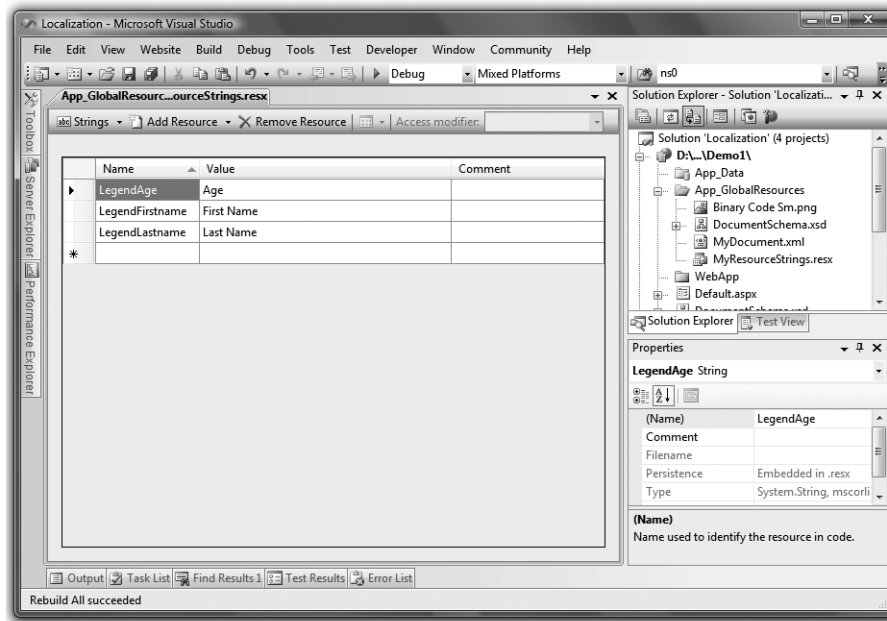 Localization - Microsoft Visual Studio
File Edit View Website Build Debug Tools Test Developer Window Community Help
Debug Mixed Platforms ns0
App_GlobalResourc...ourceStrings.resx
abc Strings Add Resource Remove Resource Access modifier:
Name Value Comment
LegendAge Age
LegendFirstname First Name
LegendLastname Last Name
Toolbox
Server Explorer
Performance Explorer
Solution Explorer - Solution 'Localizati...
Solution 'Localization' (4 projects)
D:\...\Demo1\
App_Data
App_GlobalResources
Binary Code Sm.png
DocumentSchema.xsd
MyDocument.xml
MyResourceStrings.resx
WebApp
Default.aspx
DocumentSchema.xsd
Solution Explorer Test View
Properties
LegendAge String
(Name) LegendAge
Comment
Filename
Persistence Embedded in .resx
Type System.String, mscorli
(Name)
Name used to identify the resource in code.
Output Task List Find Results 1 Test Results Error List
Rebuild All succeeded